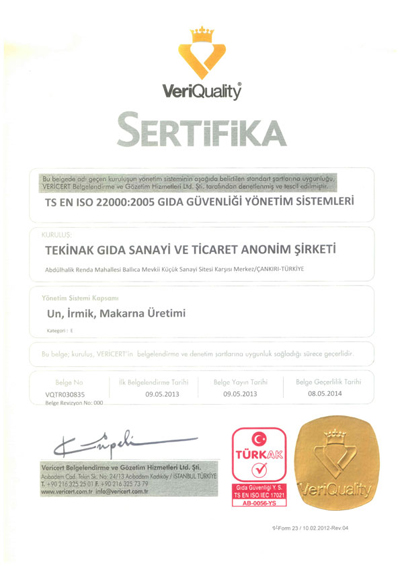 VeriQuality
SERTİFİKA
Bu belgede adı geçen kuruluşun yönetim sisteminin aşağıda belirtilen standart şartlarına uygunluğu,
VERICERT Belgelendirme ve Gözetim Hizmetleri Ltd. Şti. tarafından denetlenmiş ve tescil edilmiştir.
TS EN ISO 22000:2005 GIDA GÜVENLİĞİ YÖNETİM SİSTEMLERİ
KURULUŞ:
TEKİNAK GIDA SANAYİ VE TİCARET ANONİM ŞİRKETİ
Abdülhalik Renda Mahallesi Balıca Mevkii Küçük Sanayi Sitesi Karşısı Merkez/ÇANKIRI-TÜRKİYE
Yönetim Sistemi Kapsamı
Un, İrmik, Makarna Üretimi
Kategori - E
Bu belge, kuruluş, VERICERT'in belgelendirme ve denetim şartlarına uygunluk sağladığı sürece geçerlidir.
Belge No İlk Belgelendirme Tarihi Belge Yayın Tarihi Belge Geçerlilik Tarihi
VQTR030835 09.05.2013 09.05.2013 08.05.2014
Belge Revizyon No: 000
Vericert Belgelendirme ve Gözetim Hizmetleri Ltd. Şti.
Acıbadem Cad. Tekin Sk. No: 24/13 Acıbadem Kadıköy / İSTANBUL TÜRKİYE
T. +90 216 325 25 01 F. +90 216 325 73 79
www.vericert.com.tr info@vericert.com.tr
TÜRKAK
Gıda Güvenliği Y. S.
TS EN ISO-IEC 17021
AB-0056-YS
VeriQuality
Form 25 / 10.02.2012-Rev.04